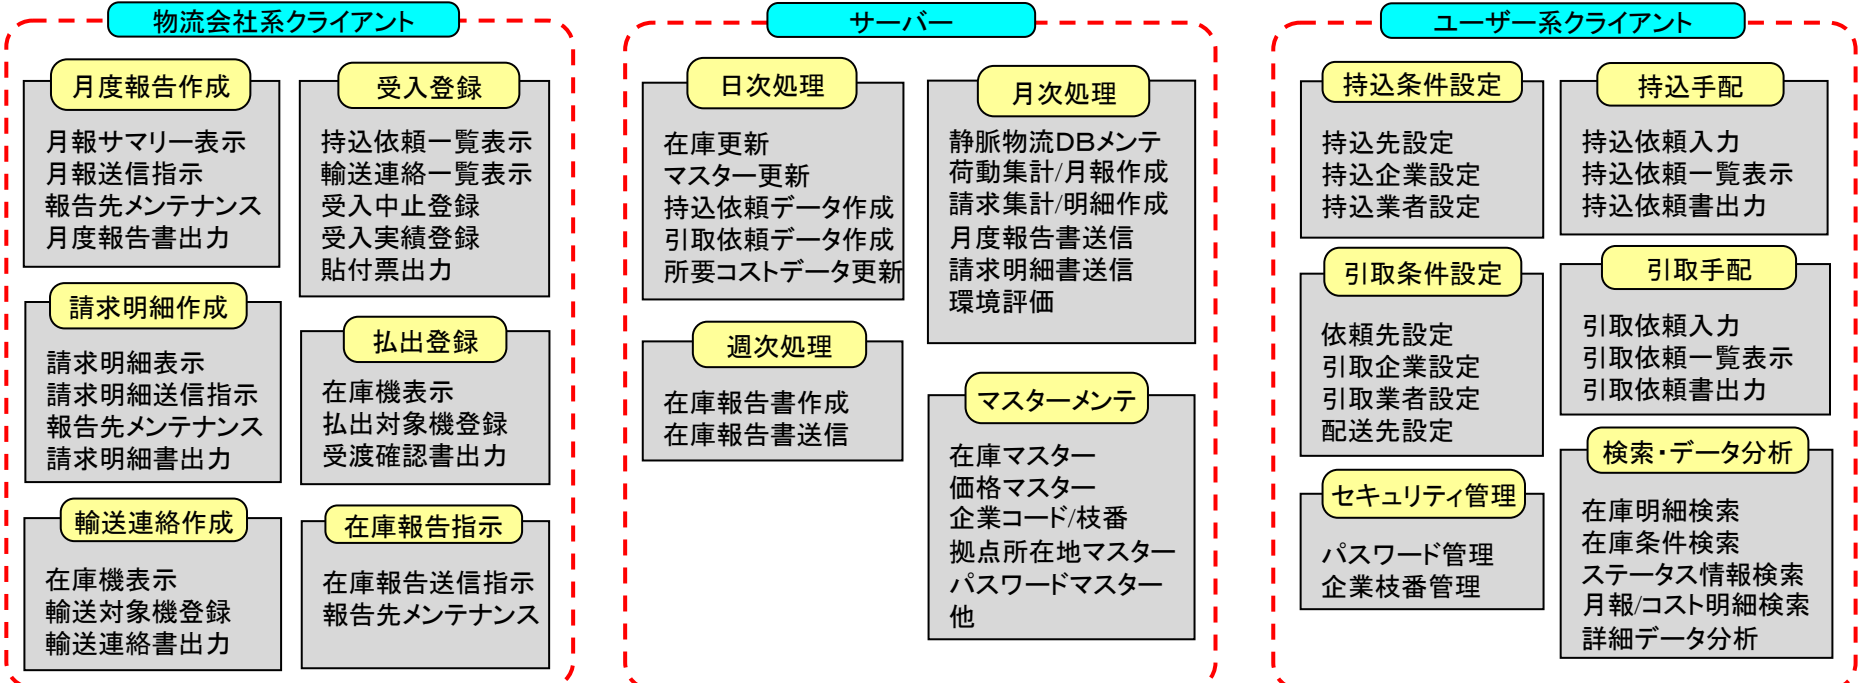 物流会社系クライアント
月度報告作成
月報サマリー表示
月報送信指示
報告先メンテナンス
月度報告書出力
請求明細作成
請求明細表示
請求明細送信指示
報告先メンテナンス
請求明細書出力
輸送連絡作成
在庫機表示
輸送対象機登録
輸送連絡書出力
受入登録
持込依頼一覧表示
輸送連絡一覧表示
受入中止登録
受入実績登録
貼付票出力
払出登録
在庫機表示
払出対象機登録
受渡確認書出力
在庫報告指示
在庫報告送信指示
報告先メンテナンス
サーバー
日次処理
在庫更新
マスター更新
持込依頼データ作成
引取依頼データ作成
所要コストデータ更新
週次処理
在庫報告書作成
在庫報告書送信
月次処理
静脈物流DBメンテ
荷動集計/月報作成
請求集計/明細作成
月度報告書送信
請求明細書送信
環境評価
マスターメンテ
在庫マスター
価格マスター
企業コード/枝番
拠点所在地マスター
パスワードマスター
他
ユーザー系クライアント
持込条件設定
持込先設定
持込企業設定
持込業者設定
引取条件設定
依頼先設定
引取企業設定
引取業者設定
配送先設定
セキュリティ管理
パスワード管理
企業枝番管理
持込手配
持込依頼入力
持込依頼一覧表示
持込依頼書出力
引取手配
引取依頼入力
引取依頼一覧表示
引取依頼書出力
検索・データ分析
在庫明細検索
在庫条件検索
ステータス情報検索
月報/コスト明細検索
詳細データ分析